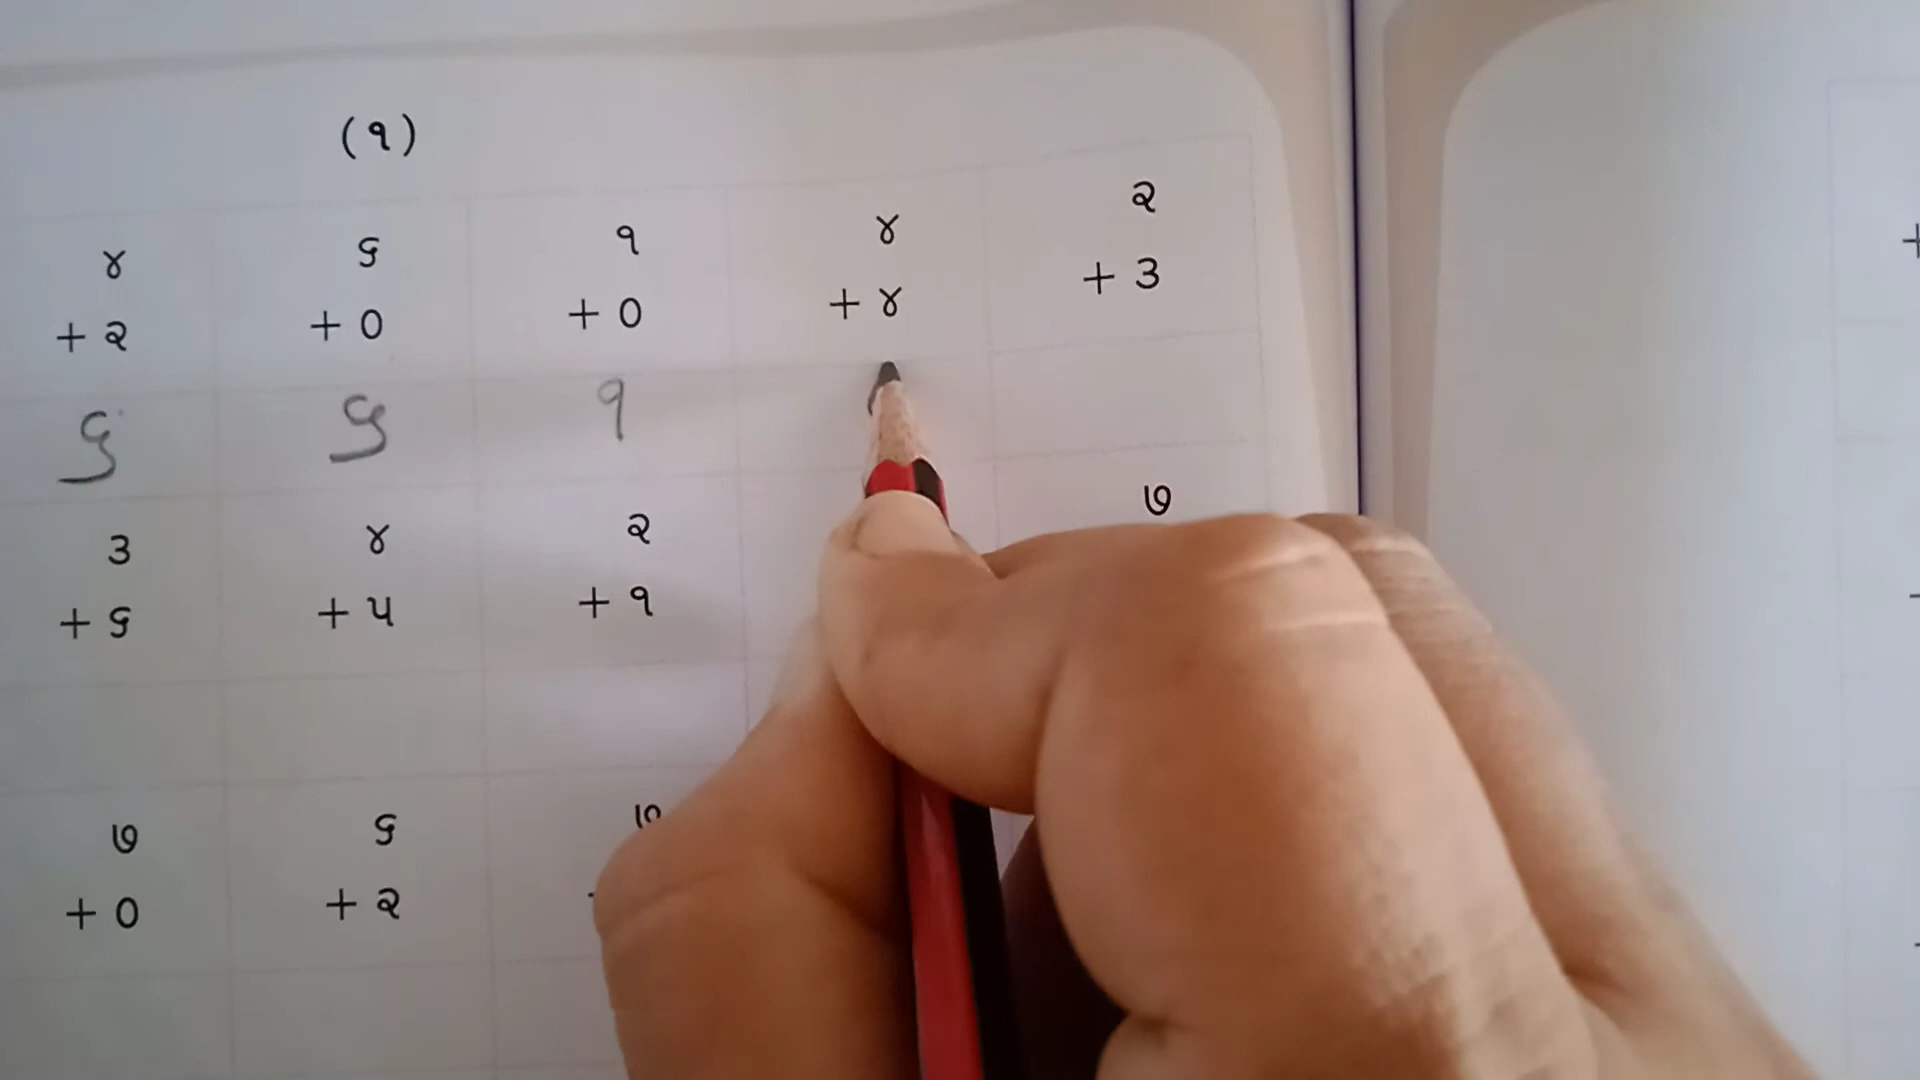 (૧)
૪ ૬ ૧ ૪ ૨
+ ૨ + ૦ + ૦ + ૪ + ૩
૬ ૬ ૧
૩ ૪ ૨ ૭
+ ૬ + ૫ + ૧
૭ ૬
+ ૦ + ૨